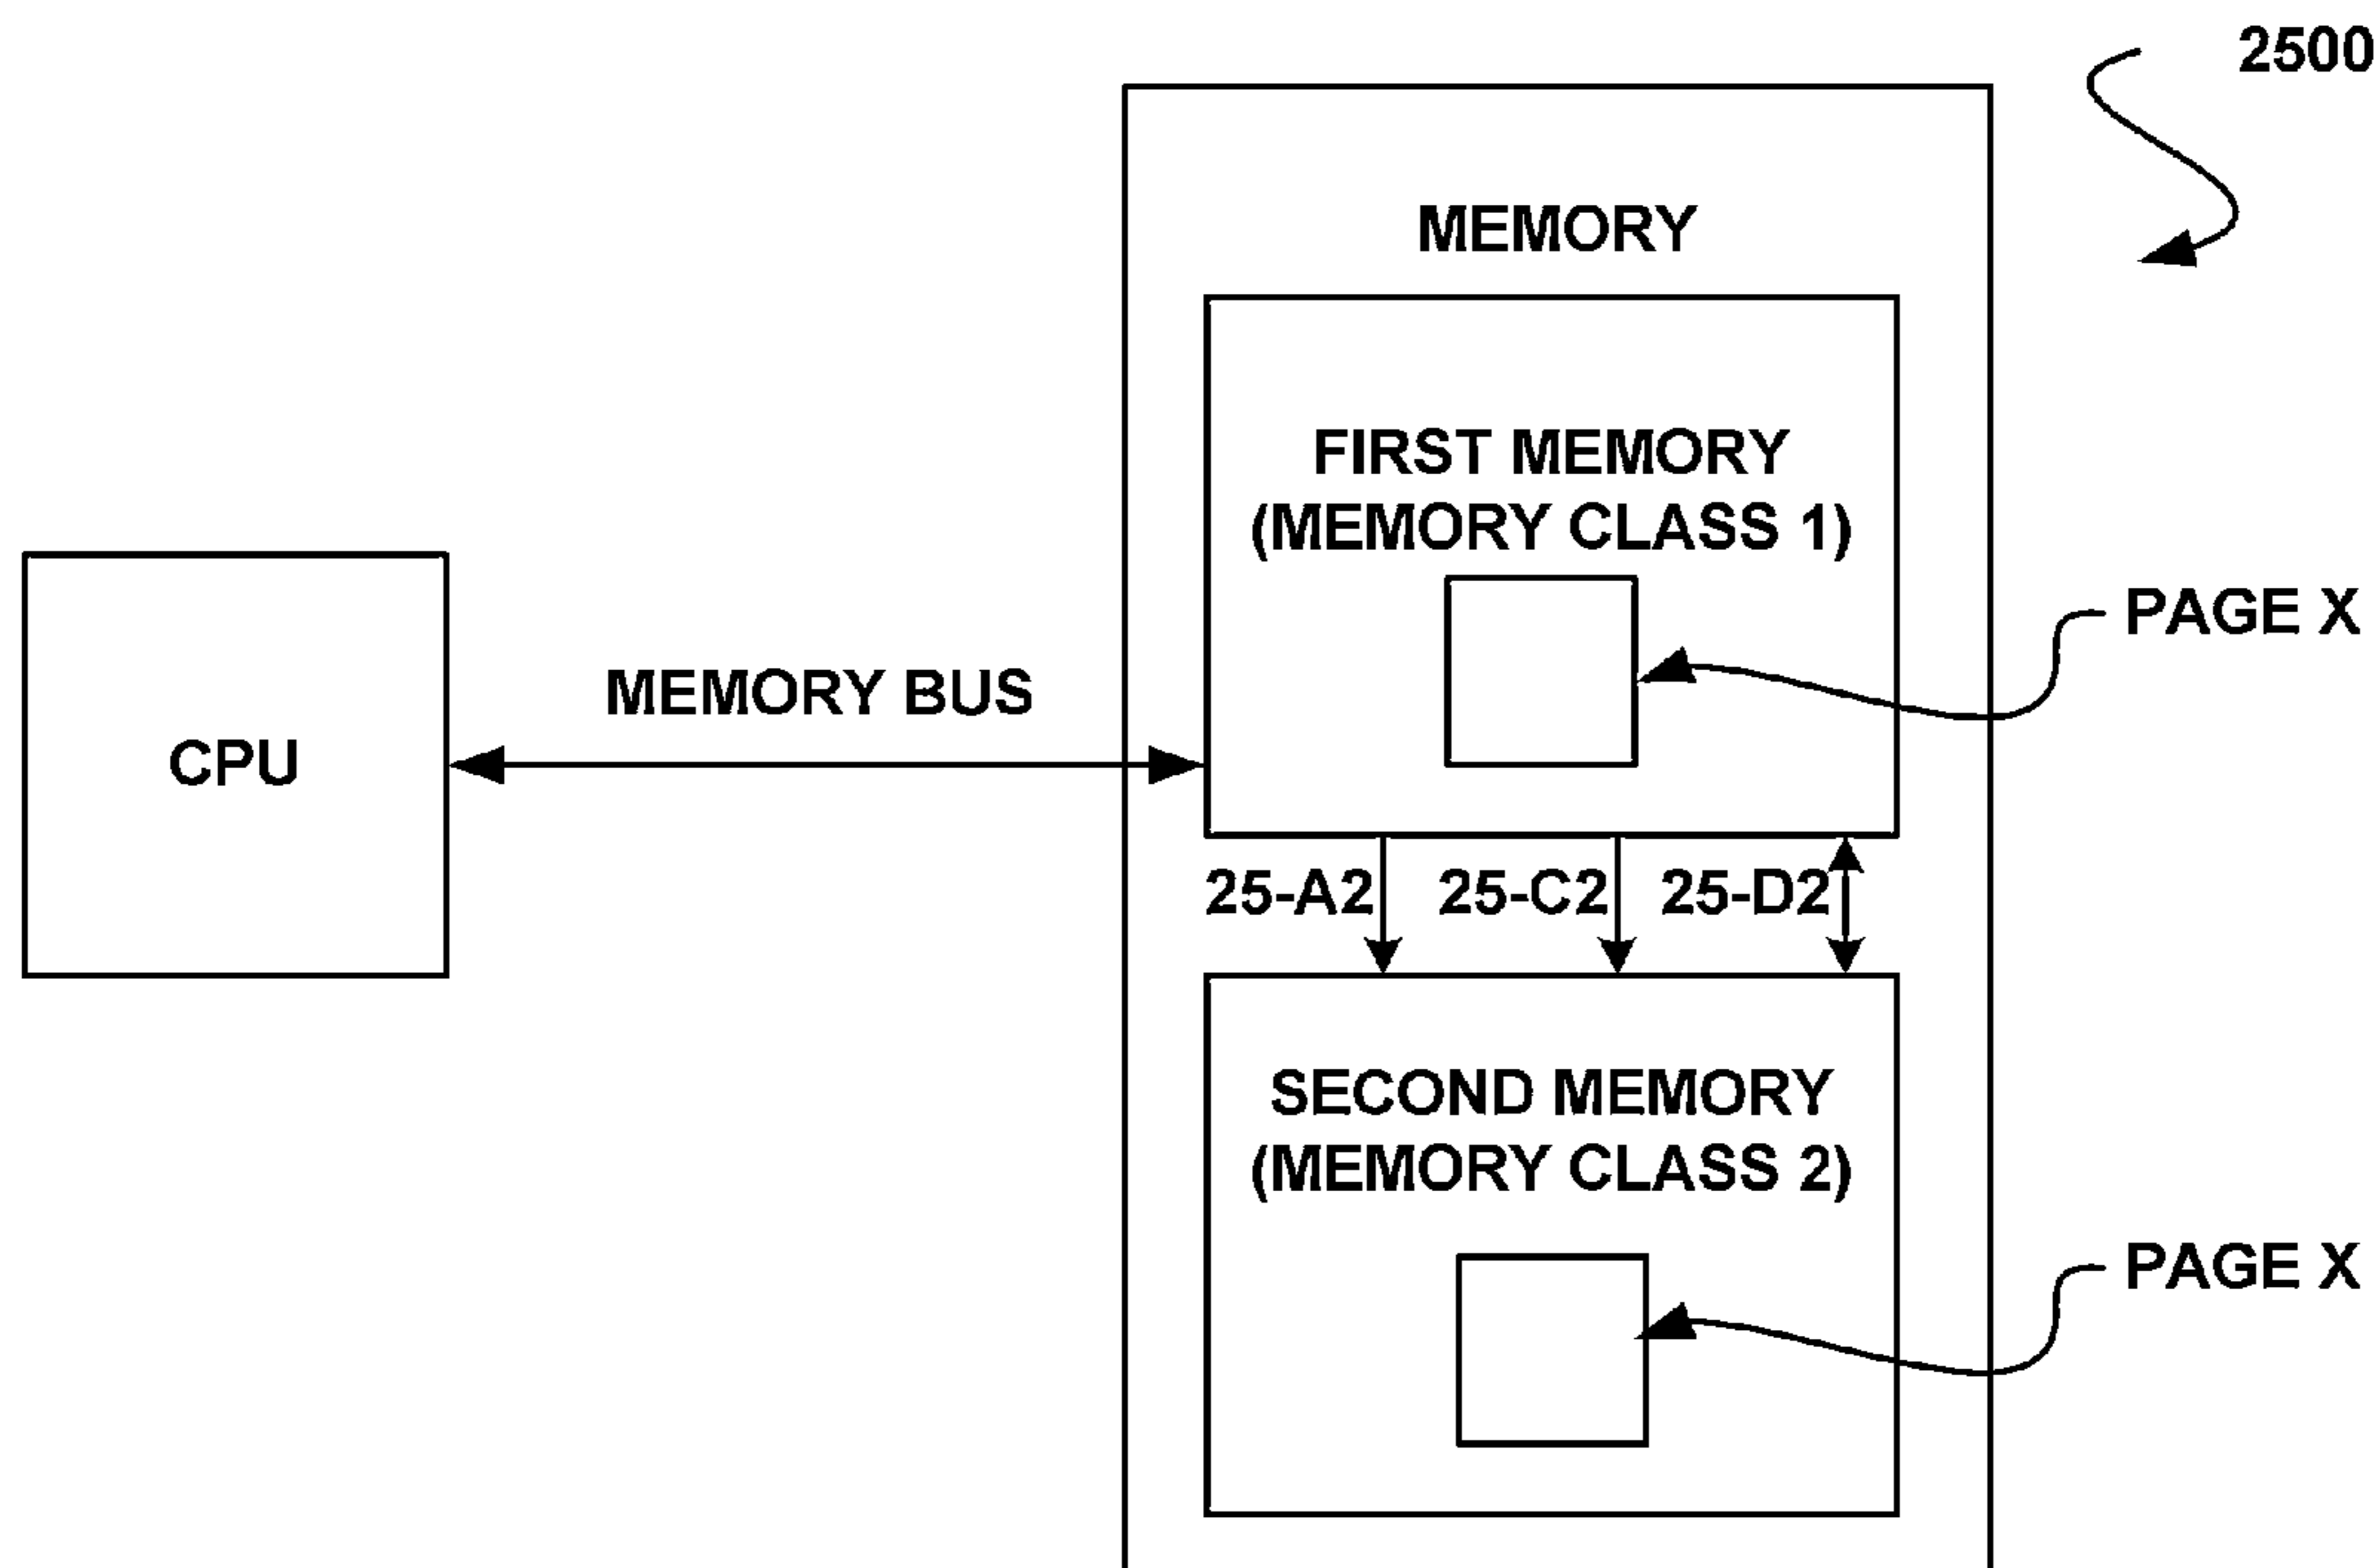 2500
MEMORY
FIRST MEMORY
(MEMORY CLASS 1)
PAGE X
MEMORY BUS
CPU
25-A2
25-C2
25-D2
SECOND MEMORY
(MEMORY CLASS 2)
PAGE X